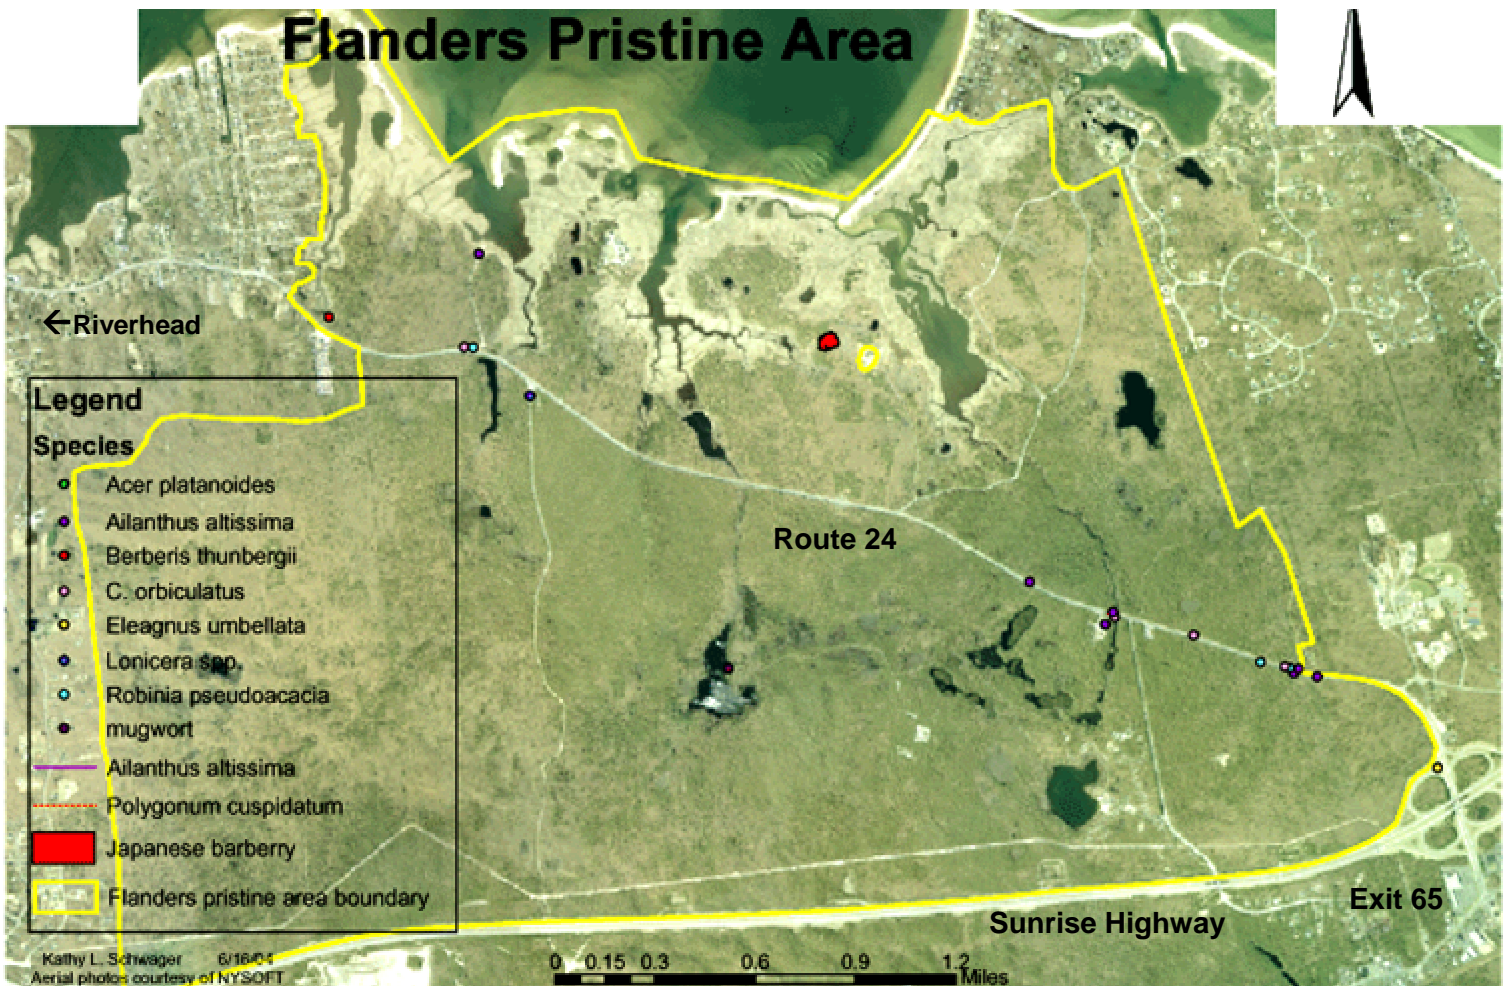 Flanders Pristine Area
←Riverhead
Legend
Species
Acer platanoides
Ailanthus altissima
Berberis thunbergii
C. orbiculatus
Eleagnus umbellata
Lonicera spp.
Robinia pseudoacacia
mugwort
Ailanthus altissima
Polygonum cuspidatum
Japanese barberry
Flanders pristine area boundary
Route 24
Sunrise Highway
Exit 65
Kathy L. Schwager 6/16/04
Aerial photos courtesy of NYSOFT
0 0.15 0.3 0.6 0.9 1.2
Miles